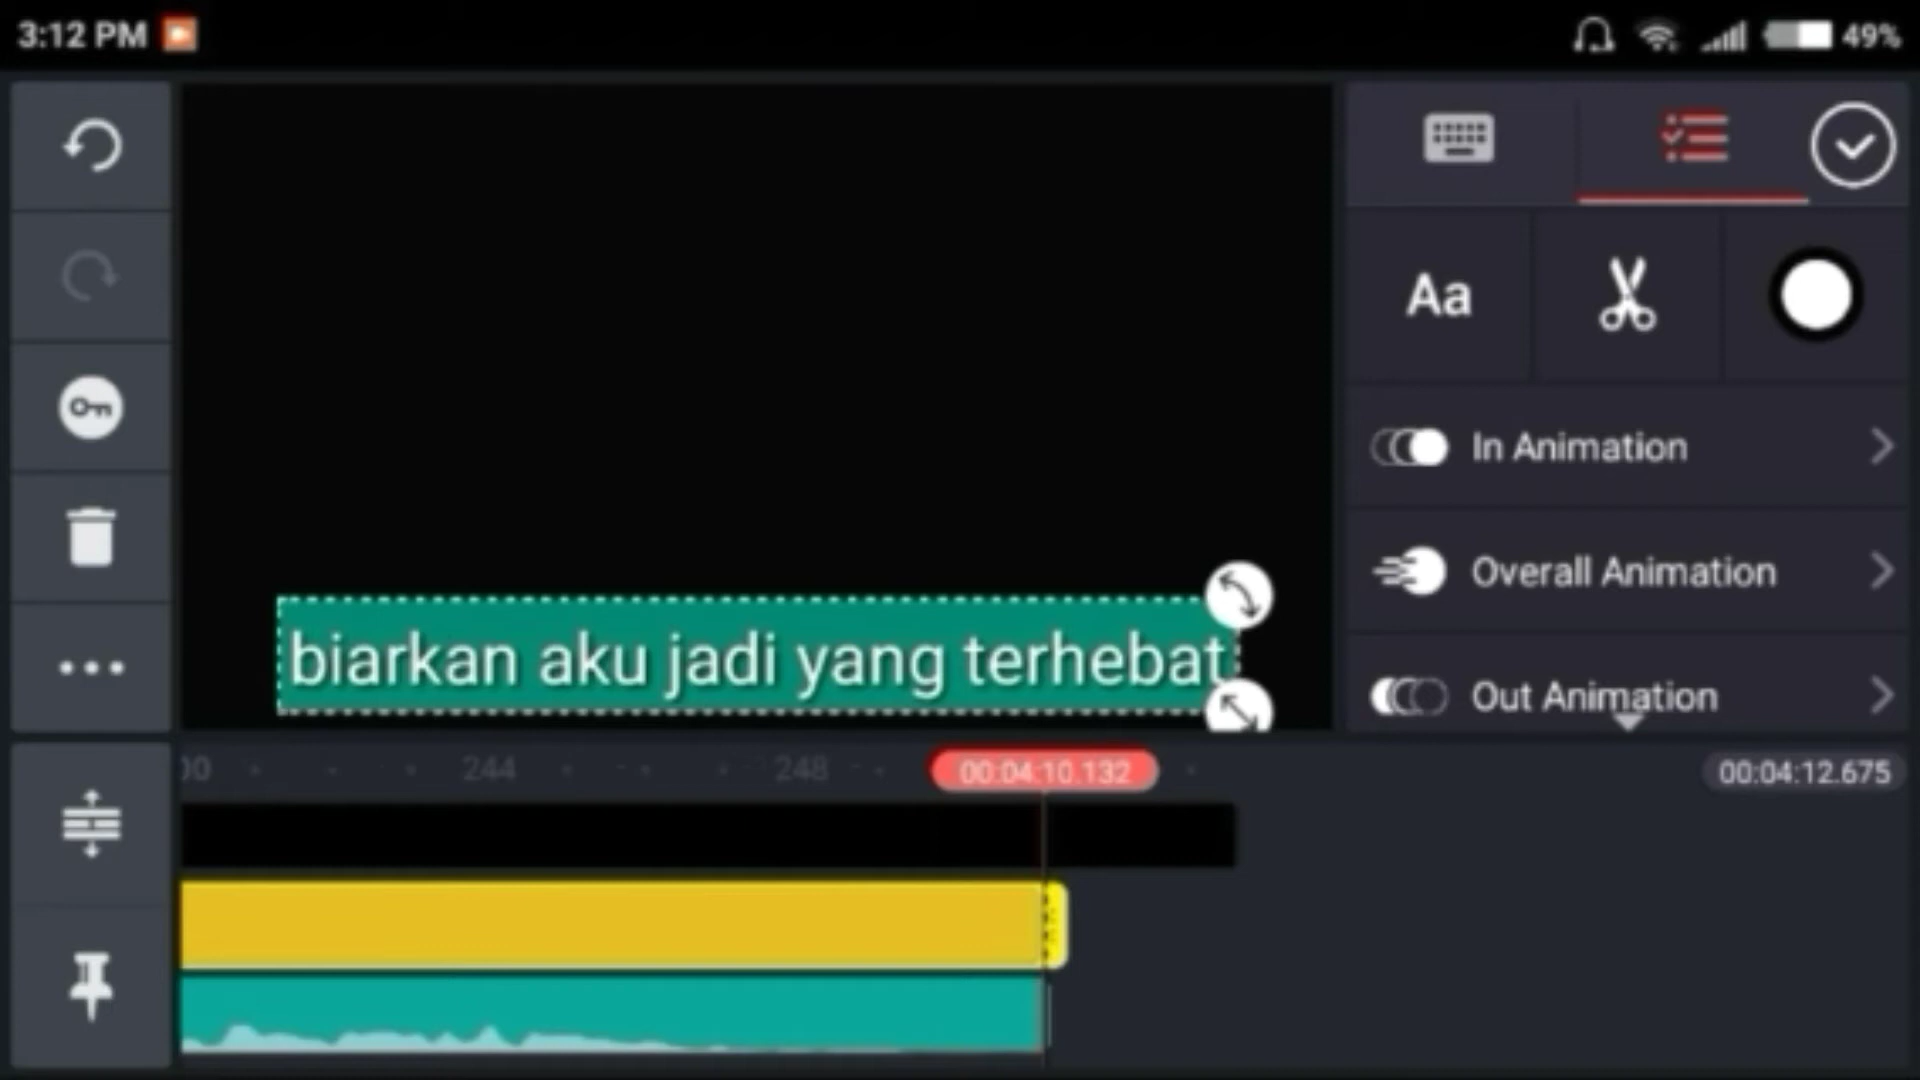 3:12 PM
49%
Aa
In Animation
Overall Animation
Out Animation
biarkan aku jadi yang terhebat
244
248
00:04:10.132
00:04:12.675